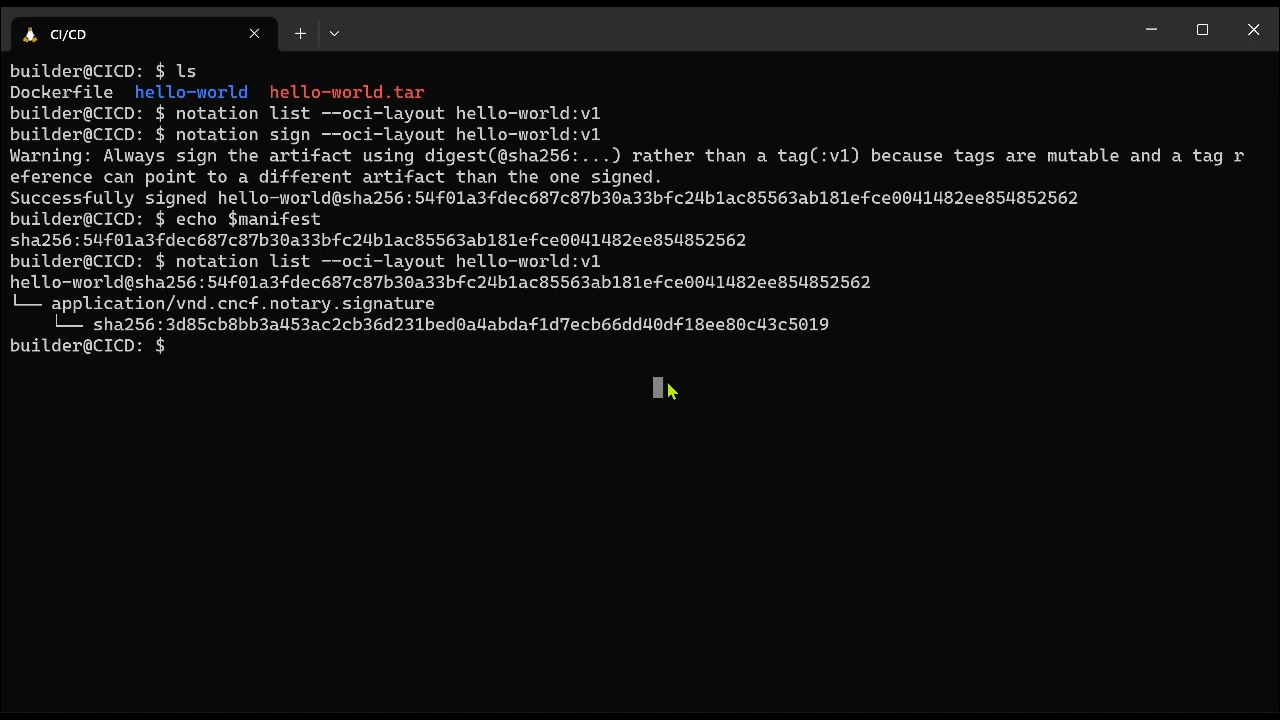 CI/CD
builder@CICD: $ ls
Dockerfile  hello-world  hello-world.tar
builder@CICD: $ notation list --oci-layout hello-world:v1
builder@CICD: $ notation sign --oci-layout hello-world:v1
Warning: Always sign the artifact using digest(@sha256:...) rather than a tag(:v1) because tags are mutable and a tag r
eference can point to a different artifact than the one signed.
Successfully signed hello-world@sha256:54f01a3fdec687c87b30a33bfc24b1ac85563ab181efce0041482ee854852562
builder@CICD: $ echo $manifest
sha256:54f01a3fdec687c87b30a33bfc24b1ac85563ab181efce0041482ee854852562
builder@CICD: $ notation list --oci-layout hello-world:v1
hello-world@sha256:54f01a3fdec687c87b30a33bfc24b1ac85563ab181efce0041482ee854852562
└── application/vnd.cncf.notary.signature
    └── sha256:3d85cb8bb3a453ac2cb36d231bed0a4abdaf1d7ecb66dd40df18ee80c43c5019
builder@CICD: $